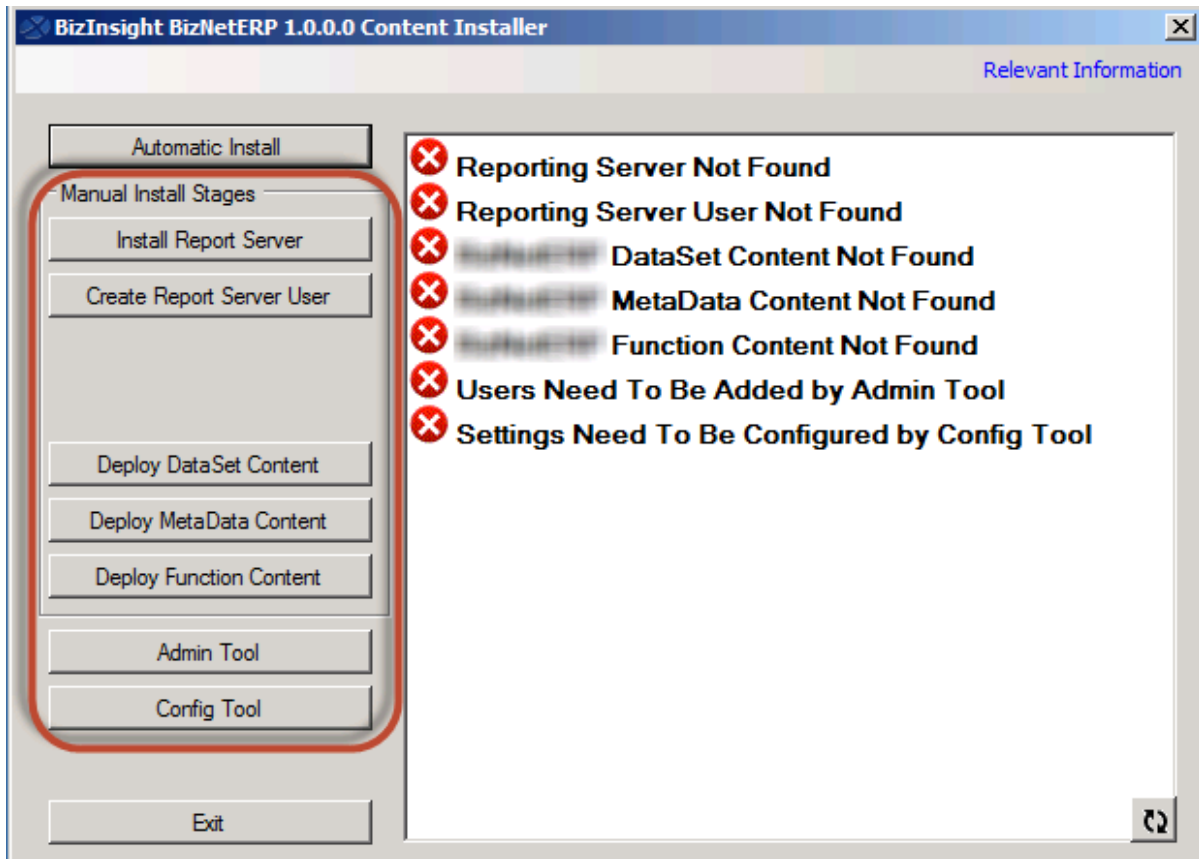 BizInsight BizNetERP 1.0.0.0 Content Installer
Relevant Information
Automatic Install
Manual Install Stages
Install Report Server
Create Report Server User
Deploy DataSet Content
Deploy MetaData Content
Deploy Function Content
Admin Tool
Config Tool
Exit
Reporting Server Not Found
Reporting Server User Not Found
DataSet Content Not Found
MetaData Content Not Found
Function Content Not Found
Users Need To Be Added by Admin Tool
Settings Need To Be Configured by Config Tool